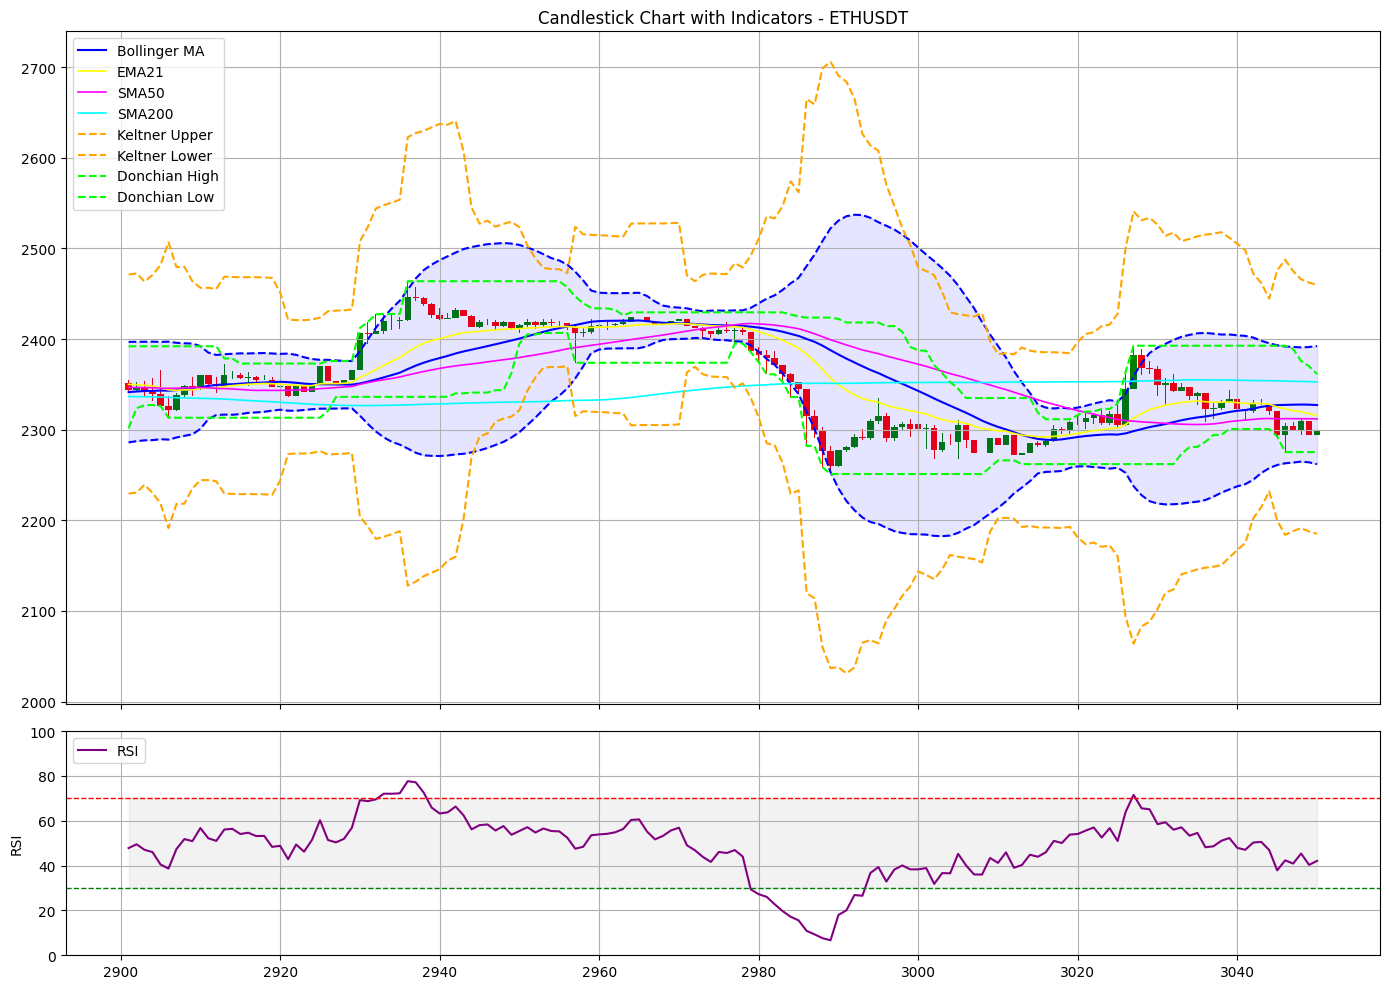 Candlestick Chart with Indicators - ETHUSDT
Bollinger MA
EMA21
SMA50
SMA200
Keltner Upper
Keltner Lower
Donchian High
Donchian Low
2700
2600
2500
2400
2300
2200
2100
2000
RSI
100
80
60
40
20
0
RSI
2900
2920
2940
2960
2980
3000
3020
3040